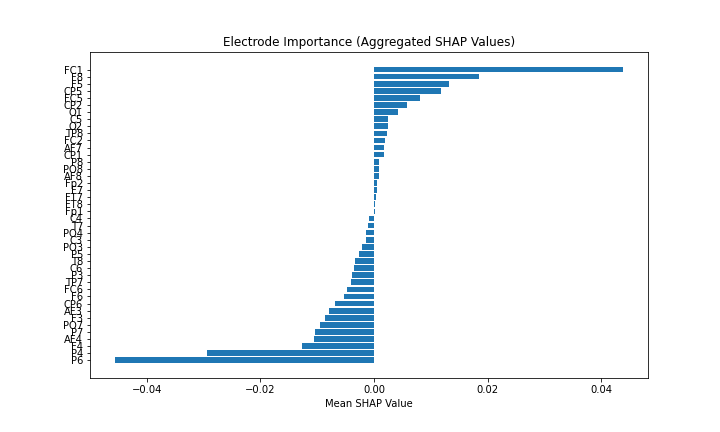 Electrode Importance (Aggregated SHAP Values)
FC1
F8
F5
CP5
FC5
CP2
O1
C5
O2
TP8
FC2
AF7
CP1
P8
PO8
AF8
Fp2
F7
FT7
FT8
Fp1
C4
T7
PO4
C3
PO3
P5
T8
C6
P3
TP7
FC6
F6
CP6
AF3
F3
PO7
P7
AF4
F4
P4
P6
−0.04
−0.02
0.00
0.02
0.04
Mean SHAP Value